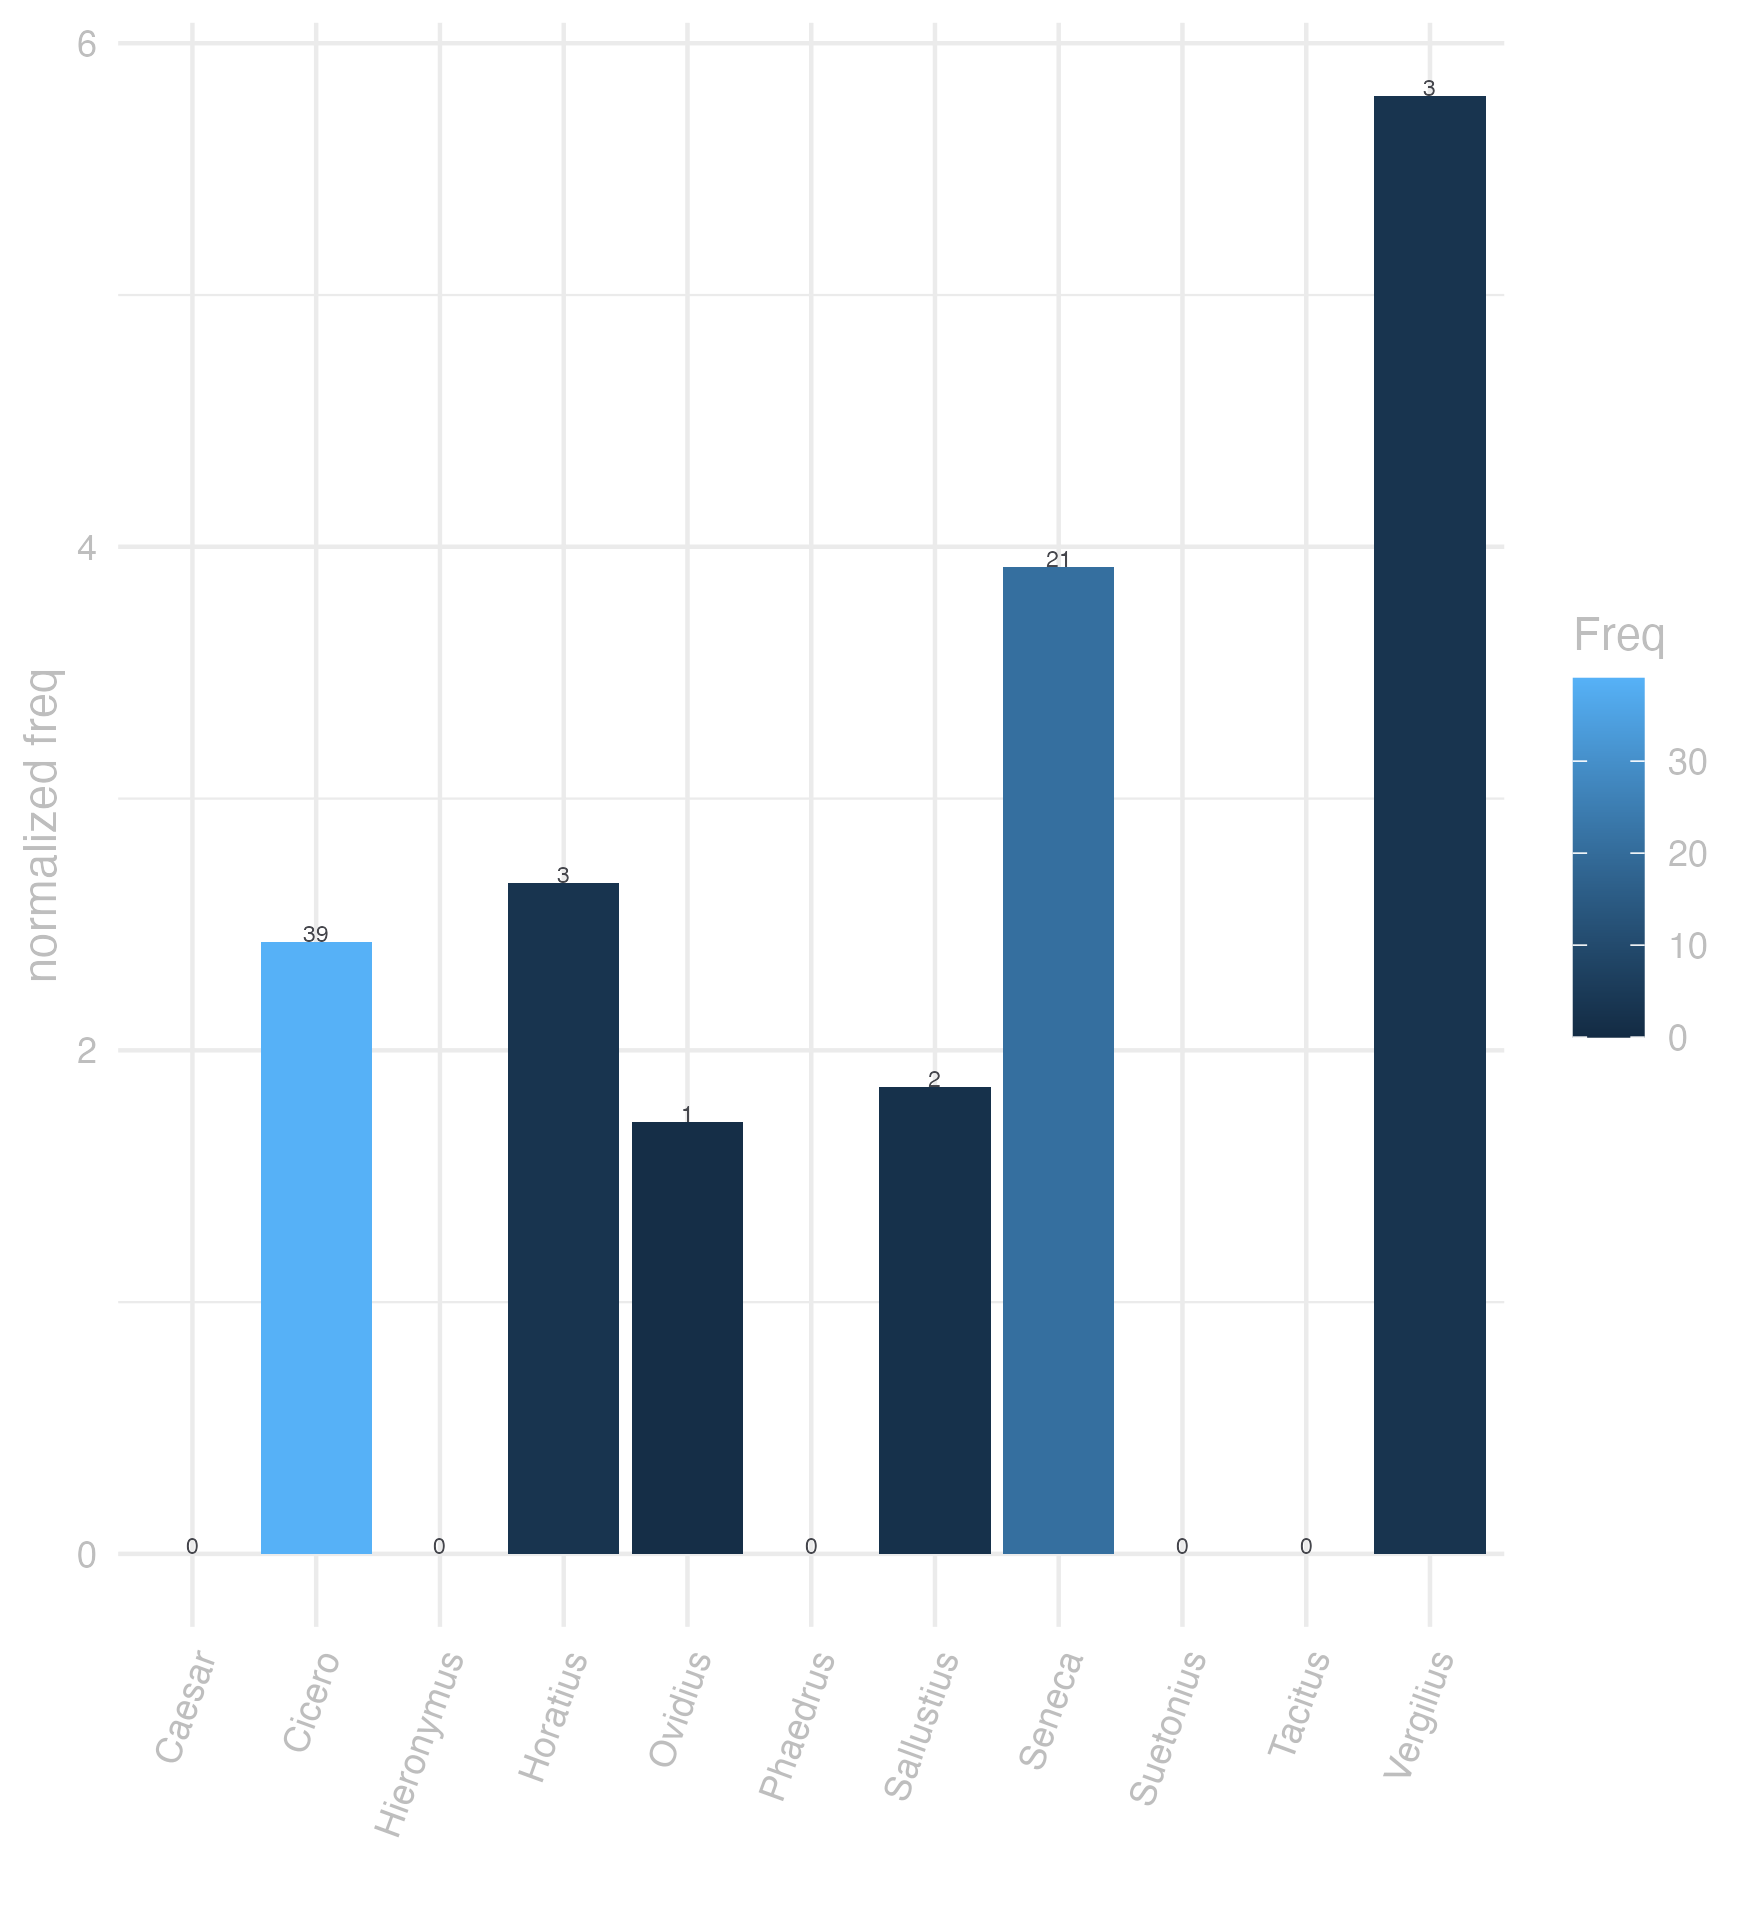 6
4
2
0
normalized freq
0
39
0
3
1
0
2
21
0
0
3
Caesar
Cicero
Hieronymus
Horatius
Ovidius
Phaedrus
Sallustius
Seneca
Suetonius
Tacitus
Vergilius
Freq
30
20
10
0